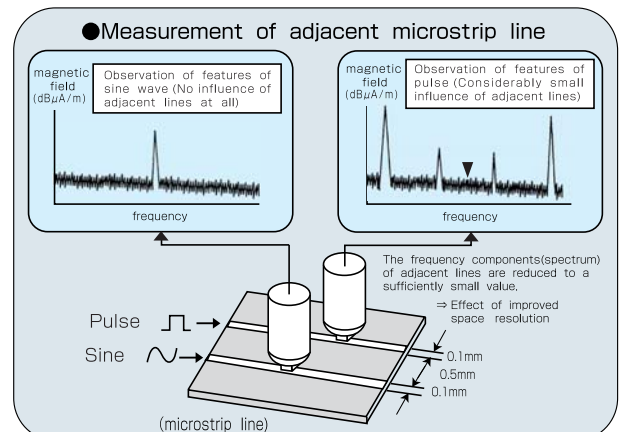 ●Measurement of adjacent microstrip line
magnetic
field
(dBμA/m)
Observation of features of
sine wave (No influence of
adjacent lines at all)
frequency
magnetic
field
(dBμA/m)
Observation of features of
pulse (Considerably small
influence of adjacent lines)
frequency
The frequency components(spectrum)
of adjacent lines are reduced to a
sufficiently small value.
⇒ Effect of improved
space resolution
Pulse
Sine
0.1mm
0.5mm
0.1mm
(microstrip line)